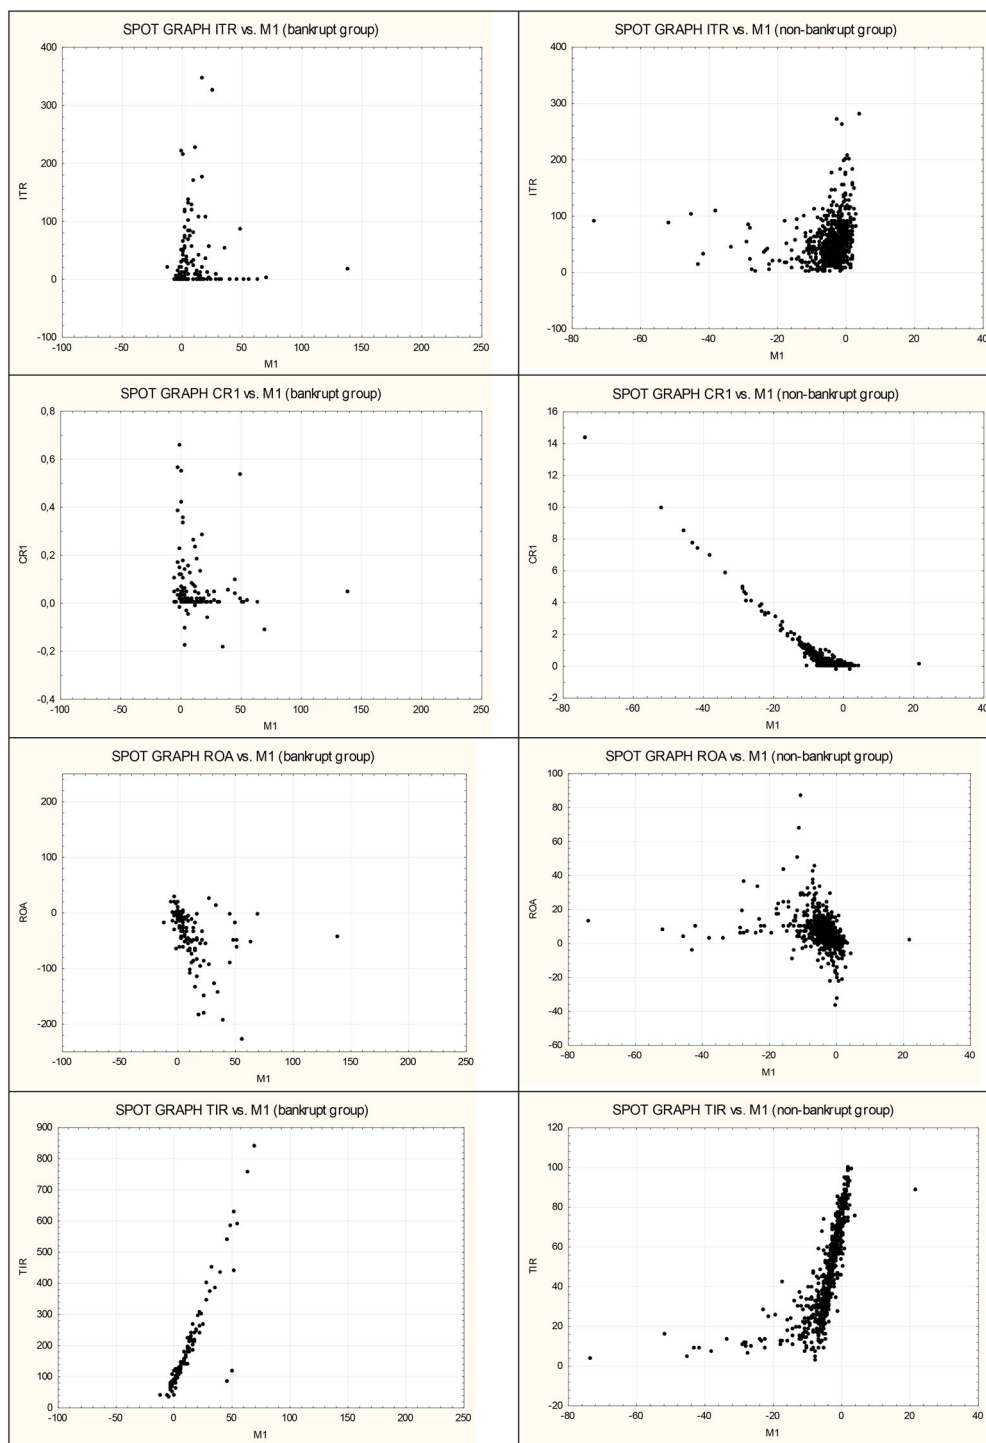 SPOT GRAPH ITR vs. M1 (bankrupt group)
400
300
200
100
0
-100
ITR
-100 -50 0 50 100 150 200 250
M1
SPOT GRAPH ITR vs. M1 (non-bankrupt group)
400
300
200
100
0
-100
ITR
-80 -60 -40 -20 0 20 40
M1
SPOT GRAPH CR1 vs. M1 (bankrupt group)
0,8
0,6
0,4
0,2
0,0
-0,2
-0,4
CR1
-100 -50 0 50 100 150 200 250
M1
SPOT GRAPH CR1 vs. M1 (non-bankrupt group)
16
14
12
10
8
6
4
2
0
-2
CR1
-80 -60 -40 -20 0 20 40
M1
SPOT GRAPH ROA vs. M1 (bankrupt group)
200
100
0
-100
-200
ROA
-100 -50 0 50 100 150 200 250
M1
SPOT GRAPH ROA vs. M1 (non-bankrupt group)
100
80
60
40
20
0
-20
-40
-60
ROA
-80 -60 -40 -20 0 20 40
M1
SPOT GRAPH TIR vs. M1 (bankrupt group)
900
800
700
600
500
400
300
200
100
0
TIR
-100 -50 0 50 100 150 200 250
M1
SPOT GRAPH TIR vs. M1 (non-bankrupt group)
120
100
80
60
40
20
0
-20
TIR
-80 -60 -40 -20 0 20 40
M1